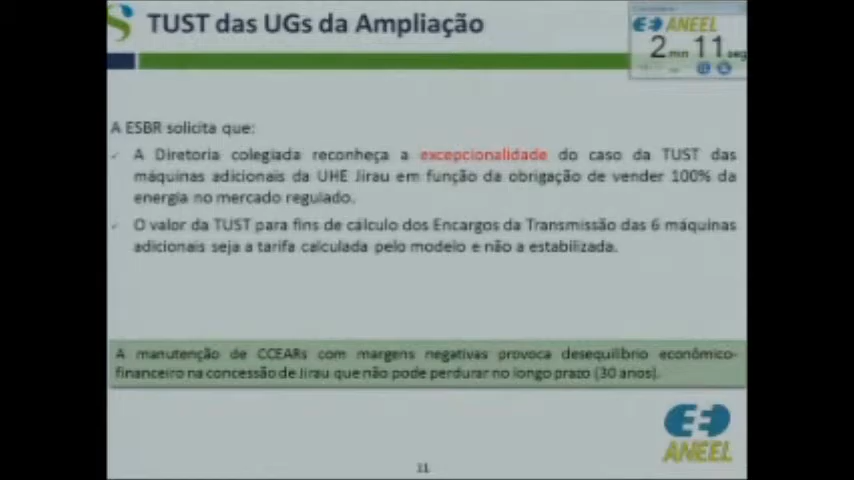 TUST das UGs da Ampliação
ANEEL
2 min 11 seg
A ESBR solicita que:
A Diretoria colegiada reconheça a excepcionalidade do caso da TUST das
máquinas adicionais da UHE Jirau em função da obrigação de vender 100% da
energia no mercado regulado.
O valor da TUST para fins de cálculo dos Encargos da Transmissão das 6 máquinas
adicionais seja a tarifa calculada pelo modelo e não a estabilizada.
A manutenção de CCEARs com margens negativas provoca desequilíbrio econômico-
financeiro na concessão de Jirau que não pode perdurar no longo prazo (30 anos).
ANEEL
11